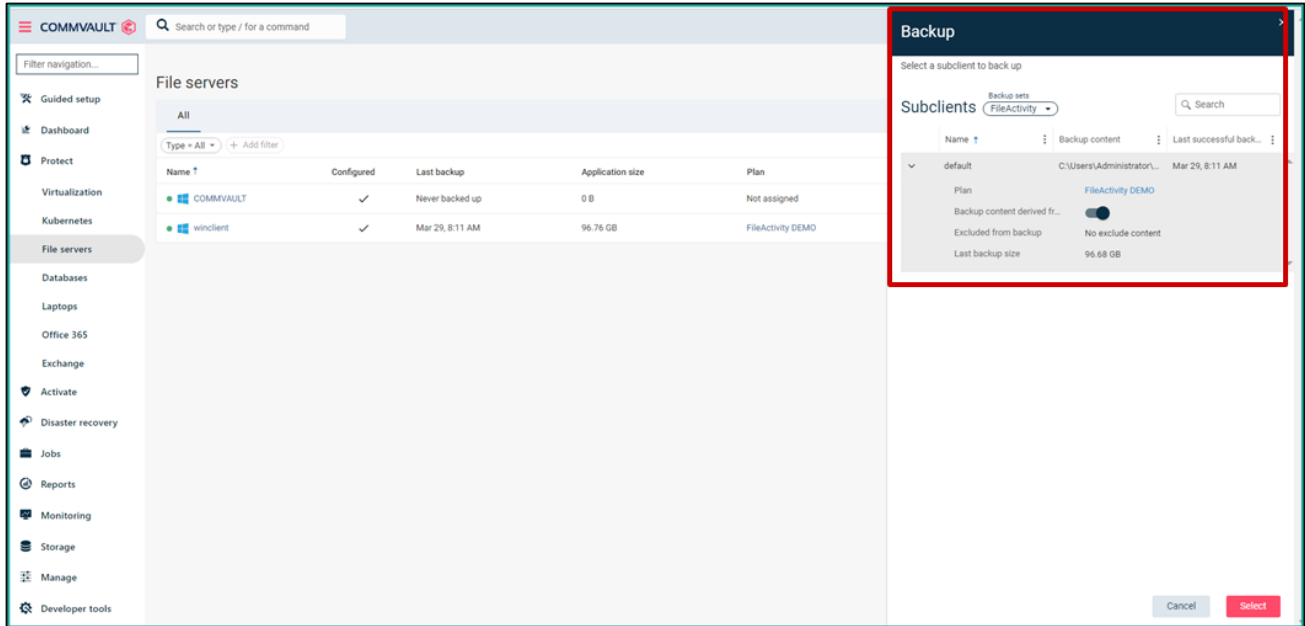 COMMVAULT
Search or type / for a command
Filter navigation...
Guided setup
Dashboard
Protect
Virtualization
Kubernetes
File servers
Databases
Laptops
Office 365
Exchange
Activate
Disaster recovery
Jobs
Reports
Monitoring
Storage
Manage
Developer tools
File servers
All
Type = All + Add filter
Name ↑ Configured Last backup Application size Plan
COMMVAULT ✓ Never backed up 0 B Not assigned
winclient ✓ Mar 29, 8:11 AM 96.76 GB FileActivity DEMO
Backup
Select a subclient to back up
Backup sets
Subclients FileActivity
Search
Name ↑ Backup content Last successful back...
default C:\Users\Administrator\... Mar 29, 8:11 AM
Plan FileActivity DEMO
Backup content derived fr...
Excluded from backup No exclude content
Last backup size 96.68 GB
Cancel Select